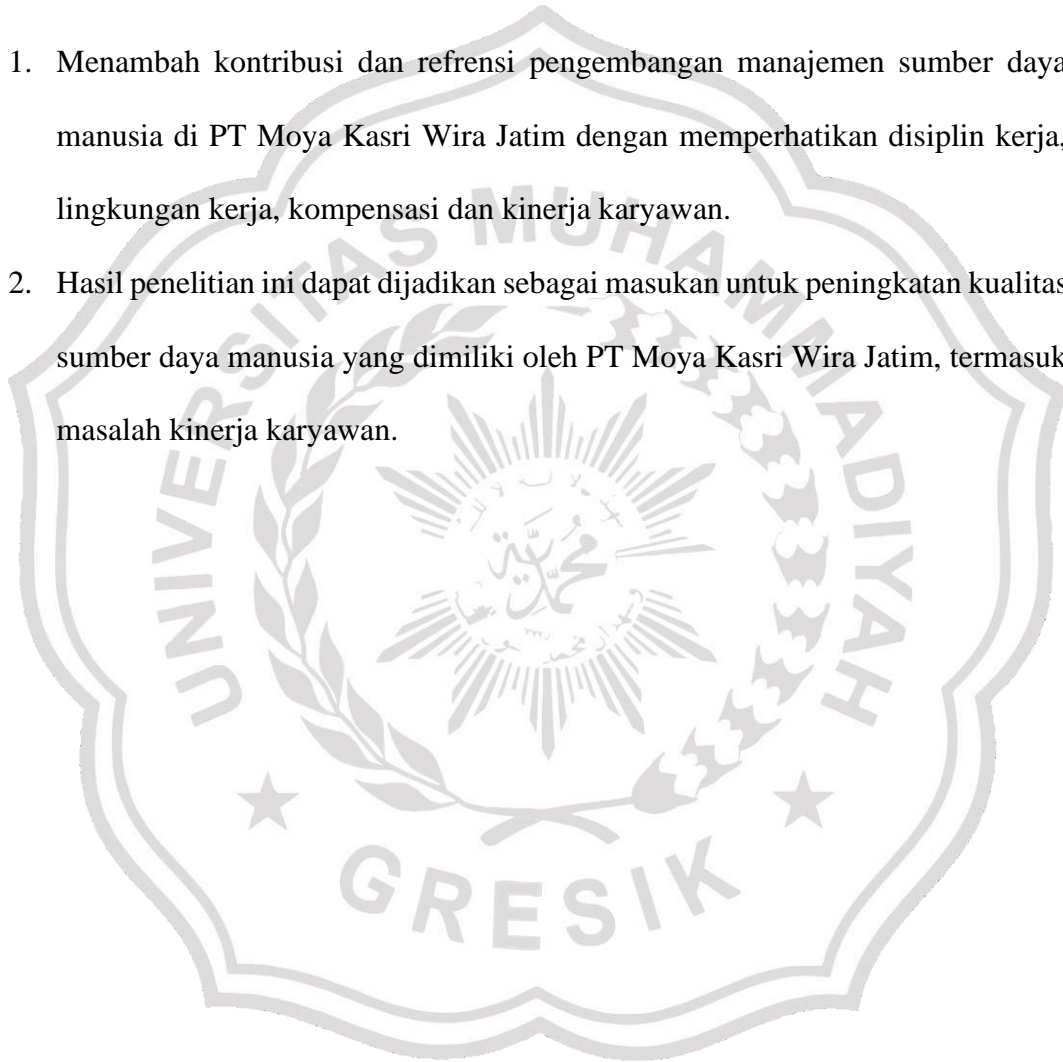 1. Menambah kontribusi dan refrensi pengembangan manajemen sumber daya
manusia di PT Moya Kasri Wira Jatim dengan memperhatikan disiplin kerja,
lingkungan kerja, kompensasi dan kinerja karyawan.
2. Hasil penelitian ini dapat dijadikan sebagai masukan untuk peningkatan kualitas
sumber daya manusia yang dimiliki oleh PT Moya Kasri Wira Jatim, termasuk
masalah kinerja karyawan.
UNIVERSITAS MUHAMMADIYAH
GRESIK